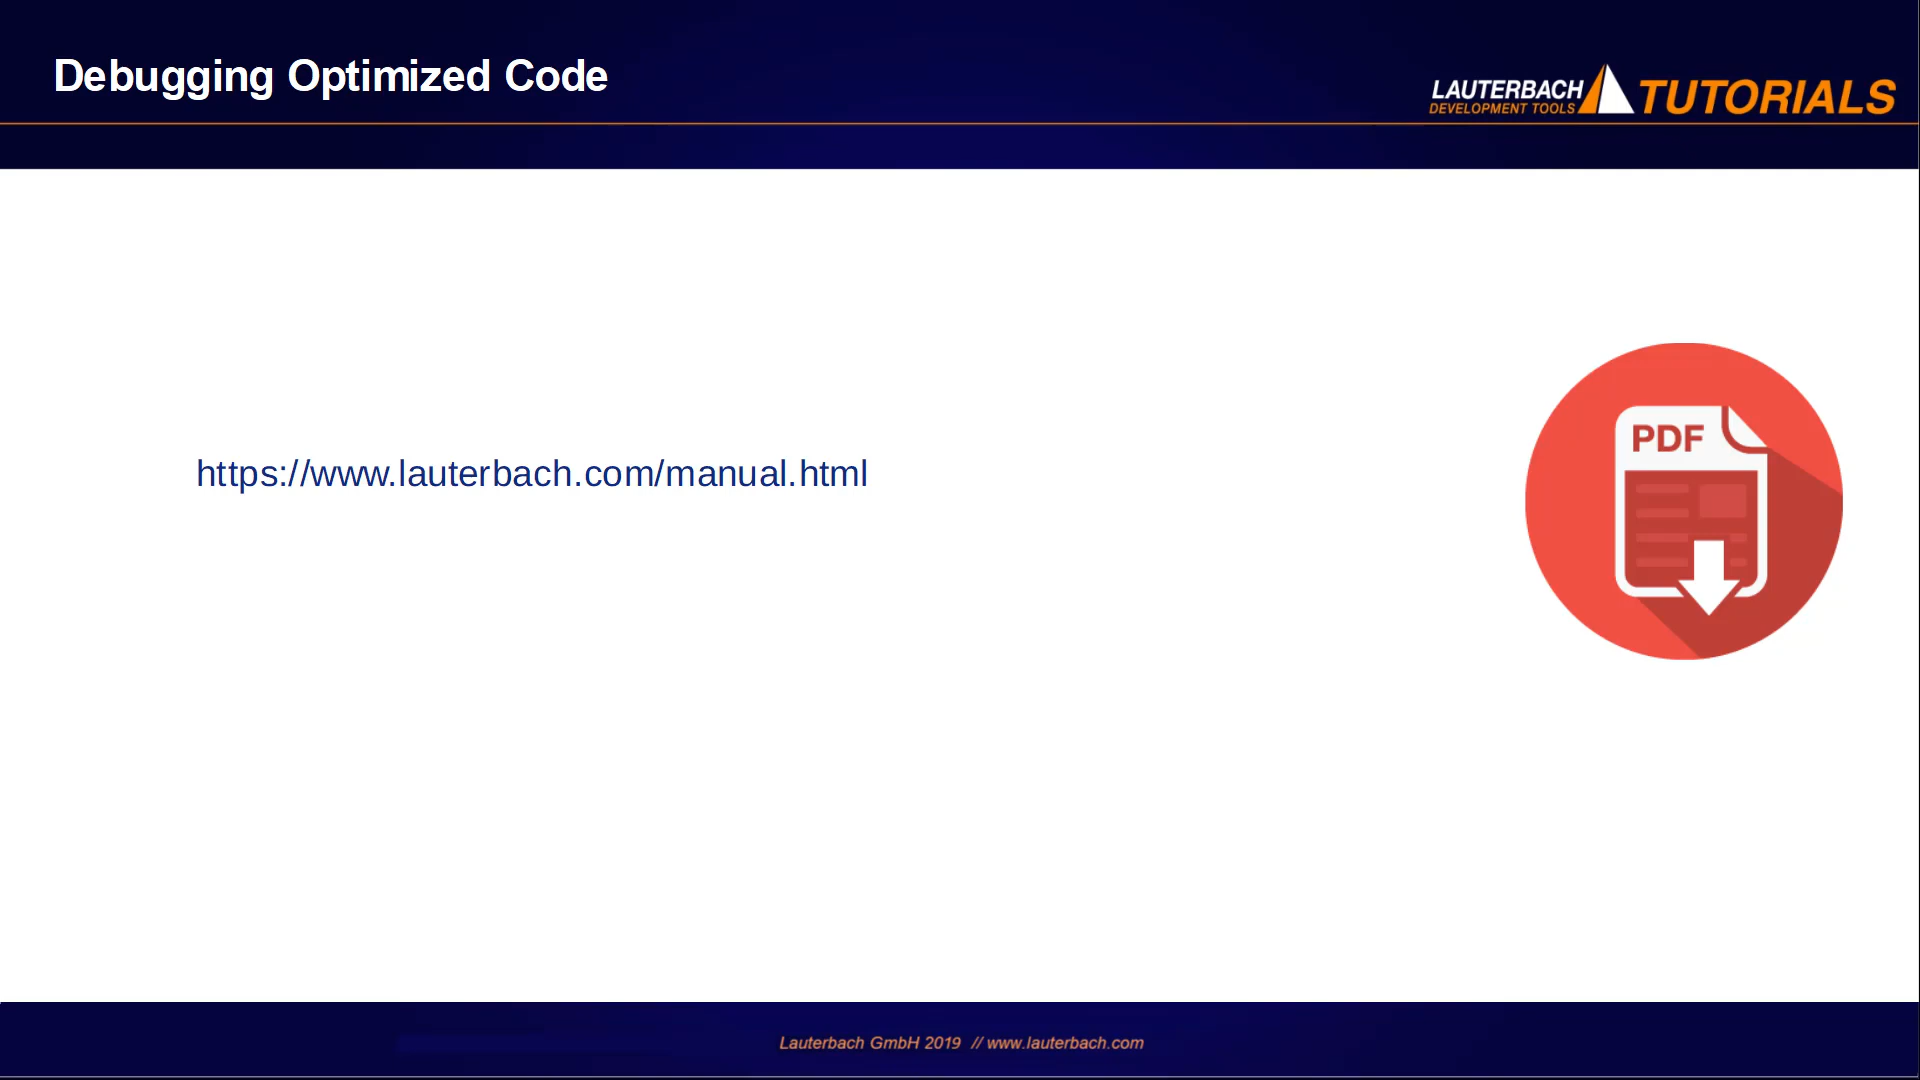 Debugging Optimized Code
LAUTERBACH
DEVELOPMENT TOOLS
TUTORIALS
https://www.lauterbach.com/manual.html
PDF
Lauterbach GmbH 2019 // www.lauterbach.com